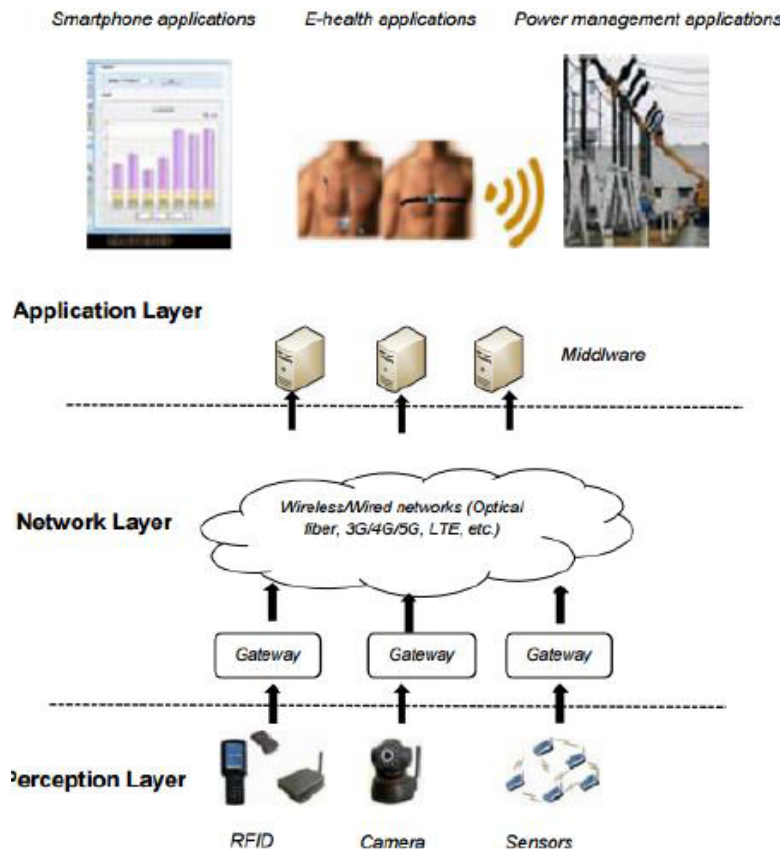 Smartphone applications
E-health applications
Power management applications
Application Layer
Middlware
Network Layer
Wireless/Wired networks (Optical
fiber, 3G/4G/5G, LTE, etc.)
Gateway
Gateway
Gateway
Perception Layer
RFID
Camera
Sensors